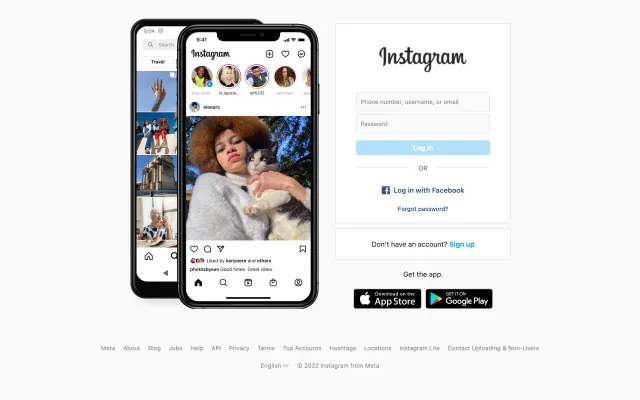 8:04
Search
Travel
9:41
Instagram
eloears
Liked by kenzoere and others
photosbyean Good times. Great vibes.
Instagram
Phone number, username, or email
Password
Log in
OR
Log in with Facebook
Forgot password?
Don't have an account? Sign up
Get the app.
Download on the
App Store
GET IT ON
Google Play
Meta About Blog Jobs Help API Privacy Terms Top Accounts Hashtags Locations Instagram Lite Contact Uploading & Non-Users
English © 2022 Instagram from Meta